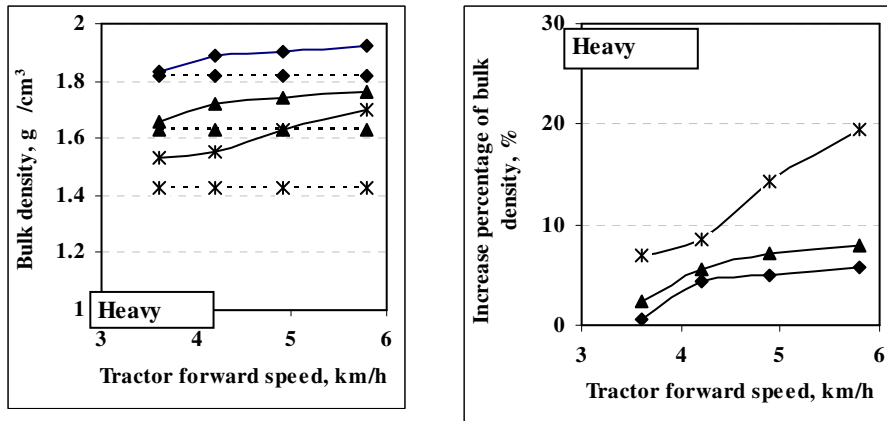 Bulk density, g /cm³
2
1.8
1.6
1.4
1.2
1
Heavy
3 4 5 6
Tractor forward speed, km/h
Increase percentage of bulk
density, %
30
20
10
0
Heavy
3 4 5 6
Tractor forward speed, km/h